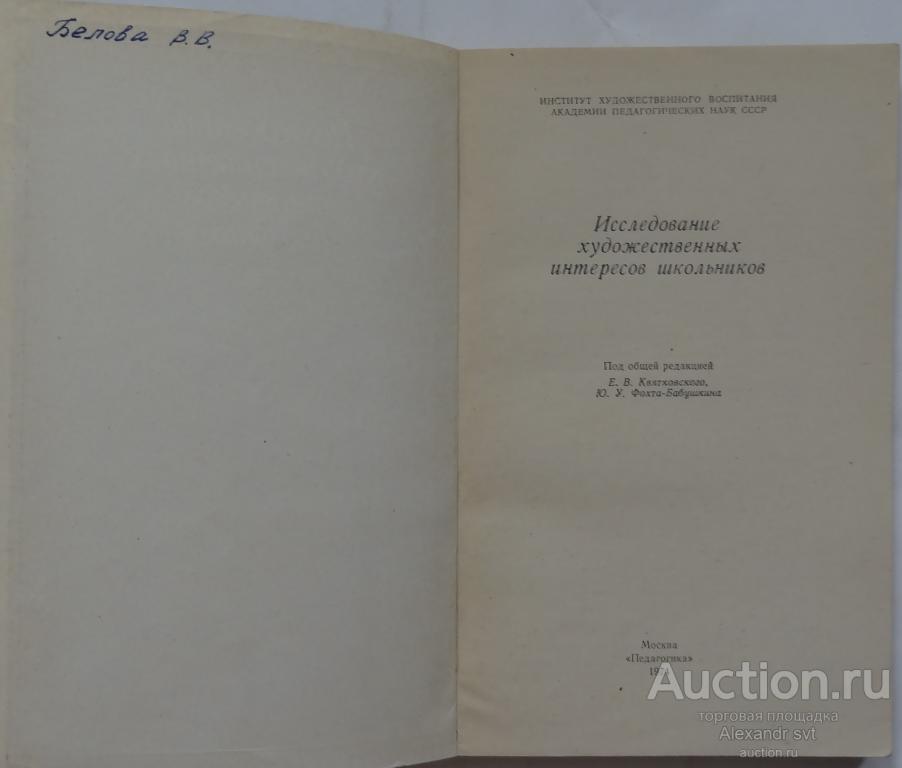 Белова В.В.
ИНСТИТУТ ХУДОЖЕСТВЕННОГО ВОСПИТАНИЯ
АКАДЕМИИ ПЕДАГОГИЧЕСКИХ НАУК СССР
Исследование
художественных
интересов школьников
Под общей редакцией
Е. В. Квятковского,
Ю. У. Фохта-Бабушкина
Москва
«Педагогика»
Auction.ru
торговая площадка
Alexandr svt
auction.ru